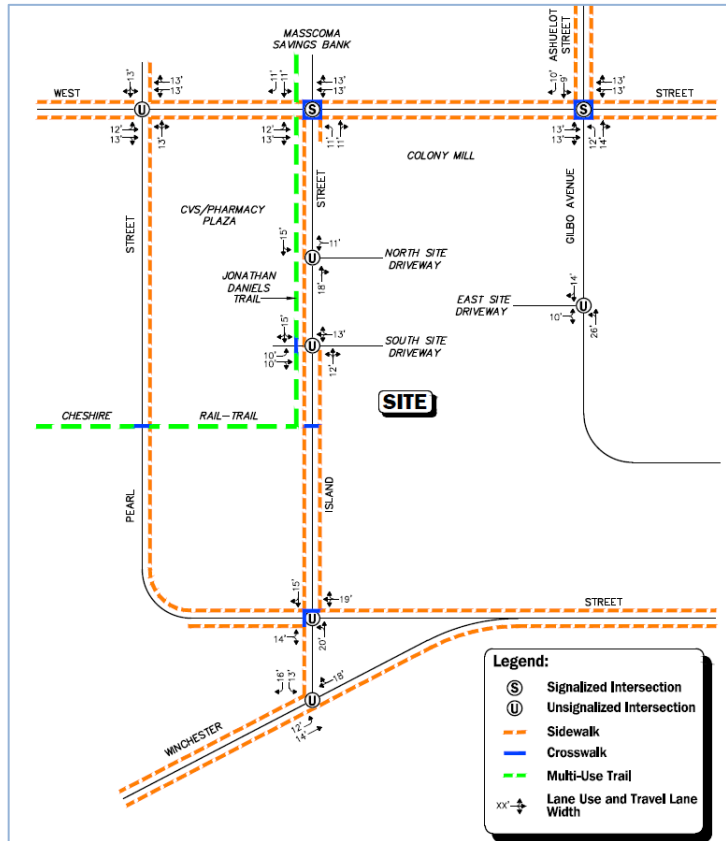 MASSCOMA
SAVINGS BANK
ASHUELOT
STREET
13'
13'
13'
11'
11'
13'
13'
10'
9'
13'
13'
WEST
U
S
S
STREET
12'
13'
13'
12'
13'
11'
11'
13'
13'
12'
14'
COLONY MILL
STREET
STREET
CVS/PHARMACY
PLAZA
GILBO AVENUE
15'
11'
U
NORTH SITE
DRIVEWAY
18'
JONATHAN
DANIELS
TRAIL
14'
EAST SITE
DRIVEWAY
U
10'
26'
15'
13'
U
SOUTH SITE
DRIVEWAY
10'
10'
12'
SITE
CHESHIRE
RAIL-TRAIL
PEARL
ISLAND
15'
19'
STREET
U
14'
20'
16'
13'
18'
U
12'
14'
WINCHESTER
Legend:
S Signalized Intersection
U Unsignalized Intersection
Sidewalk
Crosswalk
Multi-Use Trail
XX' Lane Use and Travel Lane
Width